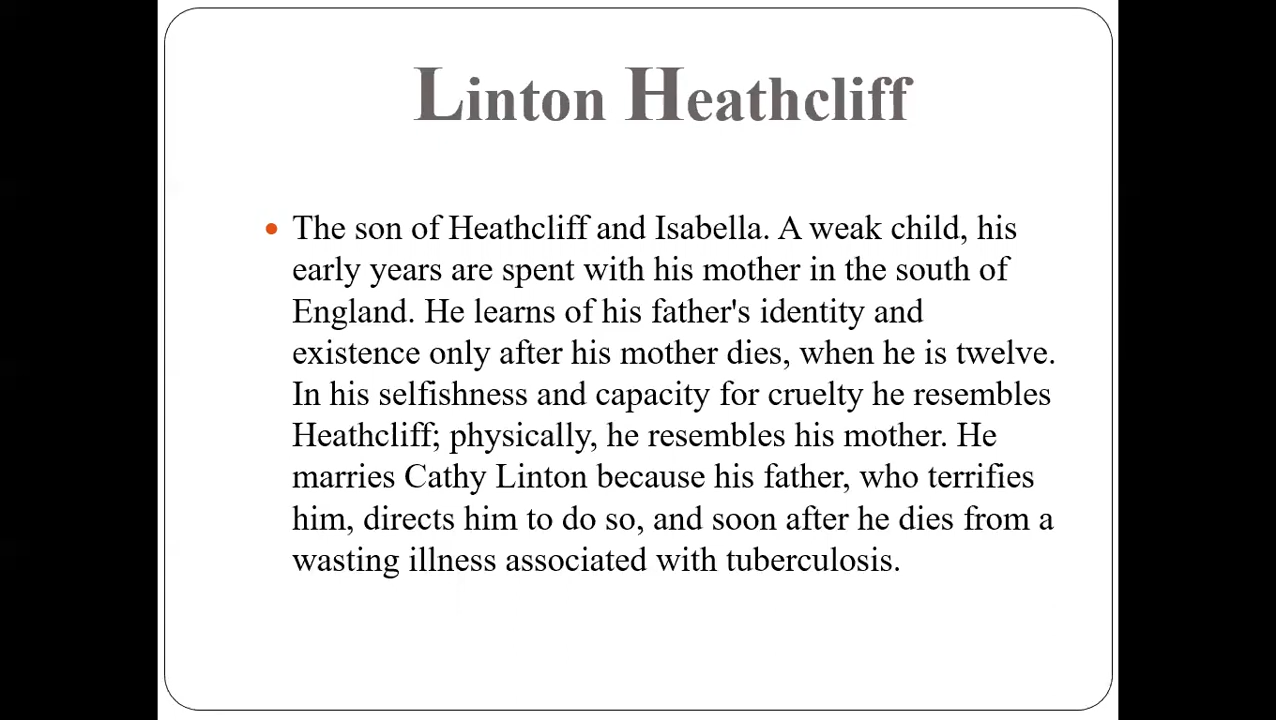 Linton Heathcliff
The son of Heathcliff and Isabella. A weak child, his
early years are spent with his mother in the south of
England. He learns of his father's identity and
existence only after his mother dies, when he is twelve.
In his selfishness and capacity for cruelty he resembles
Heathcliff; physically, he resembles his mother. He
marries Cathy Linton because his father, who terrifies
him, directs him to do so, and soon after he dies from a
wasting illness associated with tuberculosis.